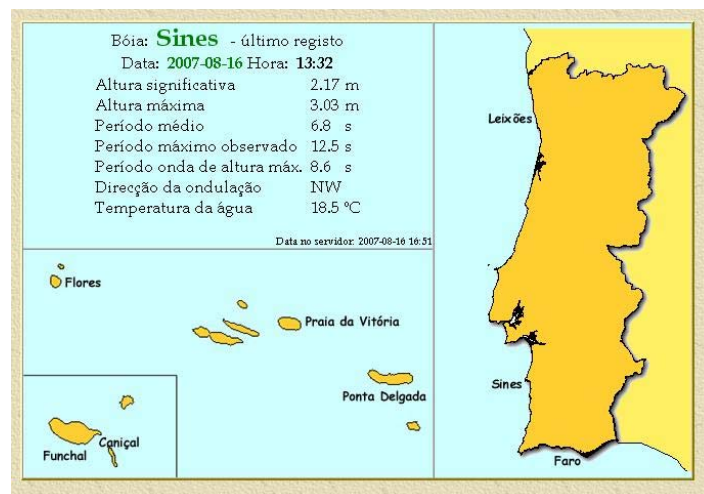 Bóia: Sines - último registo
Data: 2007-08-16 Hora: 13:32
Altura significativa 2.17 m
Altura máxima 3.03 m
Período médio 6.8 s
Período máximo observado 12.5 s
Período onda de altura máx. 8.6 s
Direcção da ondulação NW
Temperatura da água 18.5 ºC
Data no servidor: 2007-08-16 16:51
Leixões
Flores
Praia da Vitória
Ponta Delgada
Sines
Caniçal
Funchal
Faro